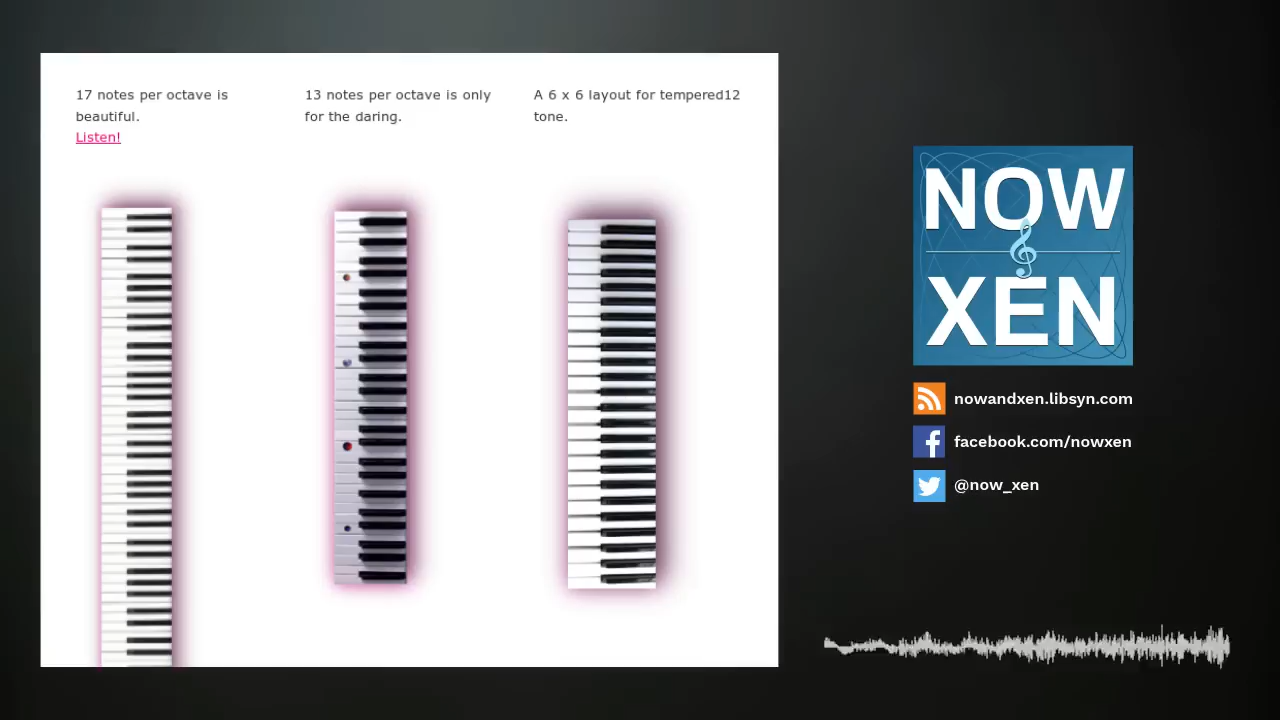 17 notes per octave is
beautiful.
Listen!
13 notes per octave is only
for the daring.
A 6 x 6 layout for tempered12
tone.
NOW
XEN
nowandxen.libsyn.com
facebook.com/nowxen
@now_xen